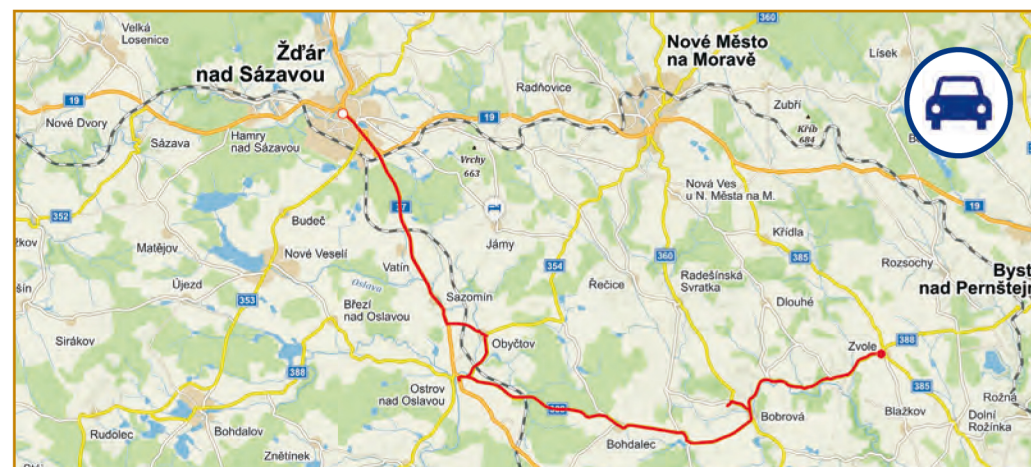 Velká
Losenice
Žďár
nad Sázavou
360
Nové Město
na Moravě
Lísek
19
Nové Dvory
19
Radňovice
Zubří
Sázava
Hamry
nad Sázavou
19
Vrchy
663
Křib
684
352
Budeč
37
Jámy
Nová Ves
u N. Města na M.
19
Matějov
Nové Veselí
Vatín
354
360
Křídla
385
Rozsochy
Újezd
Oslava
Řečice
Radešínská
Svratka
Byst
nad Pernštejn
353
Březí
nad Oslavou
Sazomín
Dlouhé
Sirákov
388
Obyčtov
Zvole
388
Ostrov
nad Oslavou
385
Rožná
Rudolec
Bohdalov
388
Bohdalec
Bobrová
Blažkov
Dolní
Rožínka
Znětínek